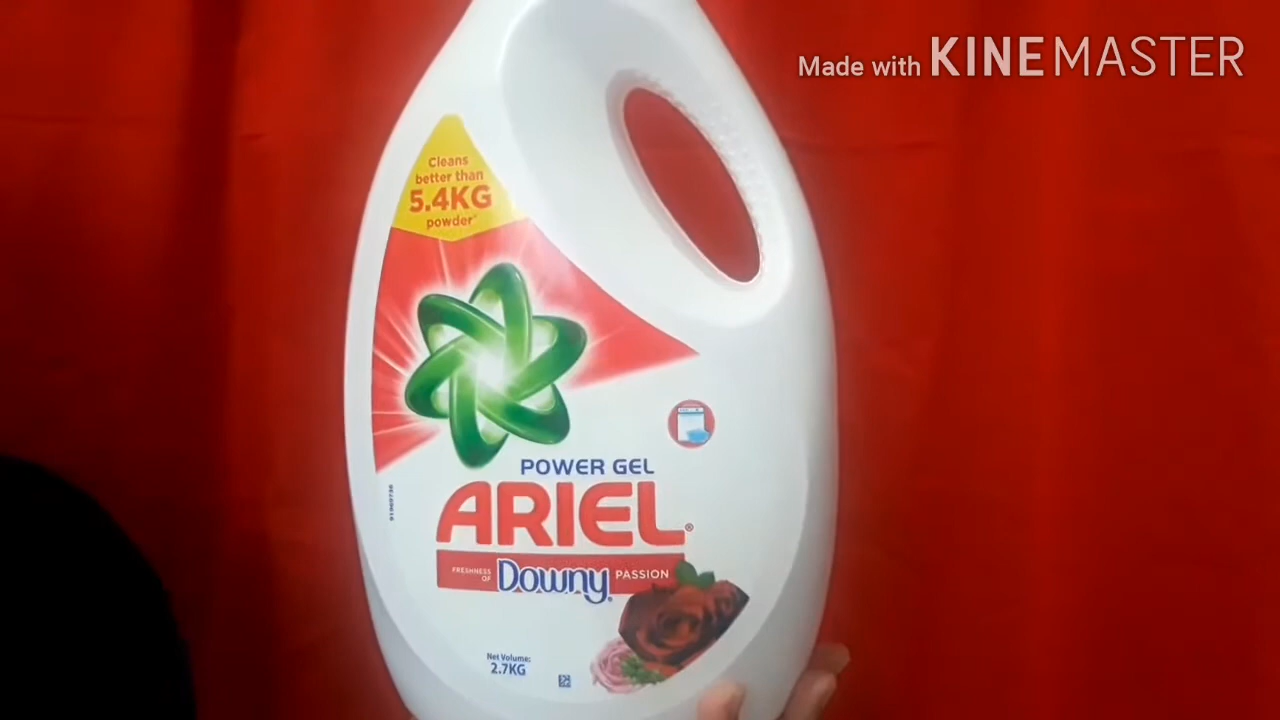 Made with KINEMASTER
Cleans
better than
5.4KG
powder*
POWER GEL
ARIEL®
FRESHNESS
OF
Downy® PASSION
Net Volume:
2.7KG